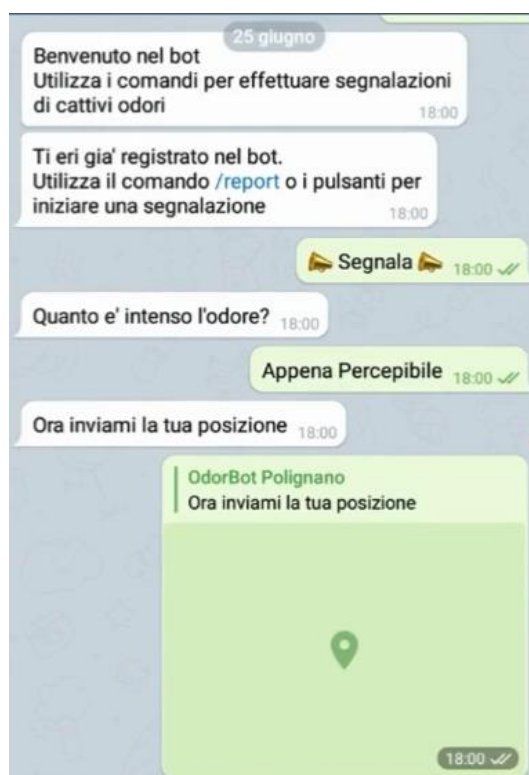 25 giugno
Benvenuto nel bot
Utilizza i comandi per effettuare segnalazioni
di cattivi odori
18:00
Ti eri gia' registrato nel bot.
Utilizza il comando /report o i pulsanti per
iniziare una segnalazione
18:00
Segnala
18:00
Quanto e' intenso l'odore?
18:00
Appena Percepibile
18:00
Ora inviami la tua posizione
18:00
OdorBot Polignano
Ora inviami la tua posizione
18:00